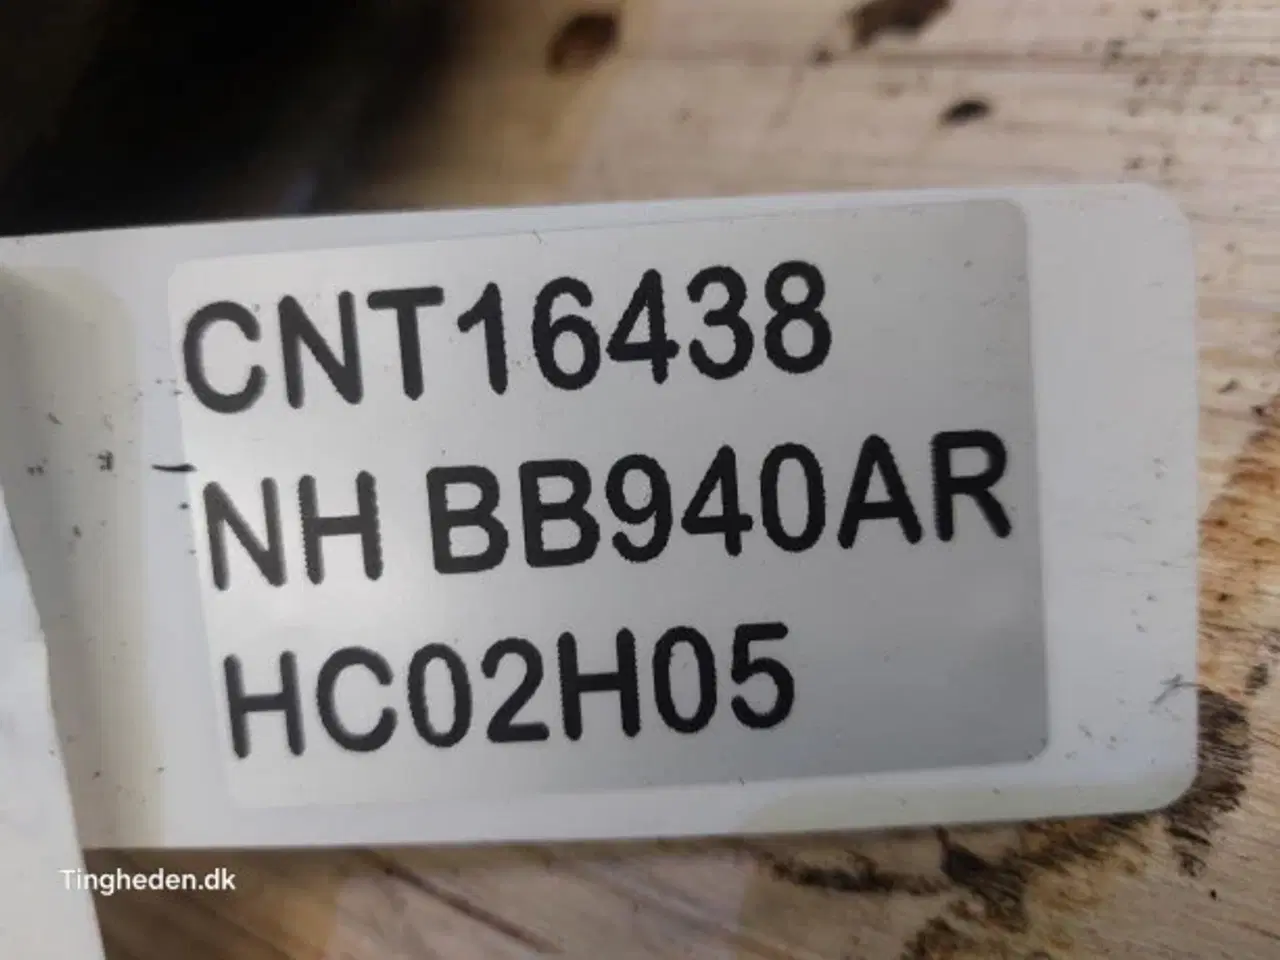 CNT16438
NH BB940AR
HC02H05
Tingheden.dk